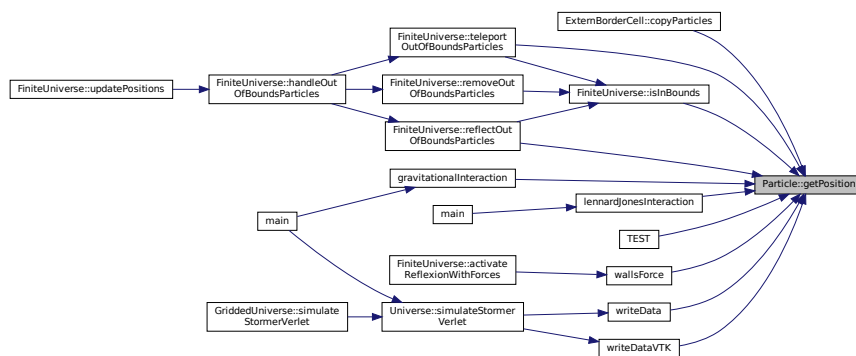 ExternBorderCell::copyParticles
FiniteUniverse::teleport
OutOfBoundsParticles
FiniteUniverse::updatePositions
FiniteUniverse::handleOut
OfBoundsParticles
FiniteUniverse::removeOut
OfBoundsParticles
FiniteUniverse::isInBounds
FiniteUniverse::reflectOut
OfBoundsParticles
Particle::getPosition
gravitationalInteraction
lennardJonesInteraction
main
main
TEST
FiniteUniverse::activate
ReflexionWithForces
wallsForce
GriddedUniverse::simulate
StormerVerlet
Universe::simulateStormer
Verlet
writeData
writeDataVTK